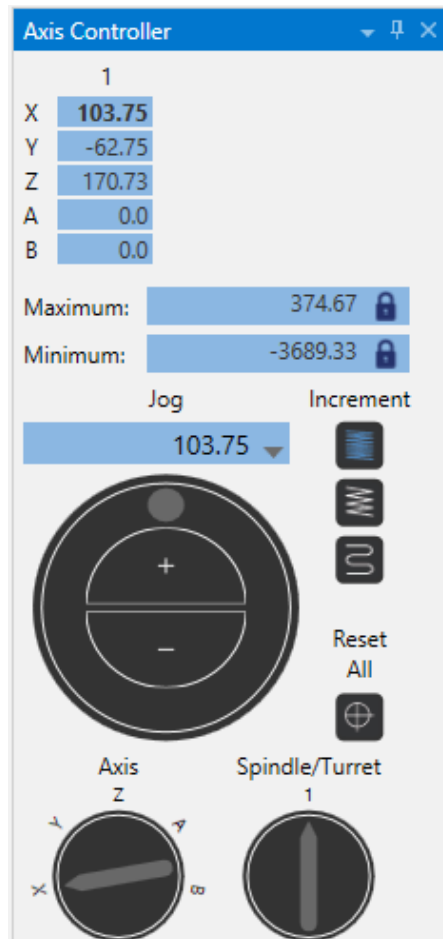 Axis Controller
1
X 103.75
Y -62.75
Z 170.73
A 0.0
B 0.0
Maximum: 374.67
Minimum: -3689.33
Jog Increment
103.75
+
−
Reset
All
Axis Spindle/Turret
Z 1
Y A
X B